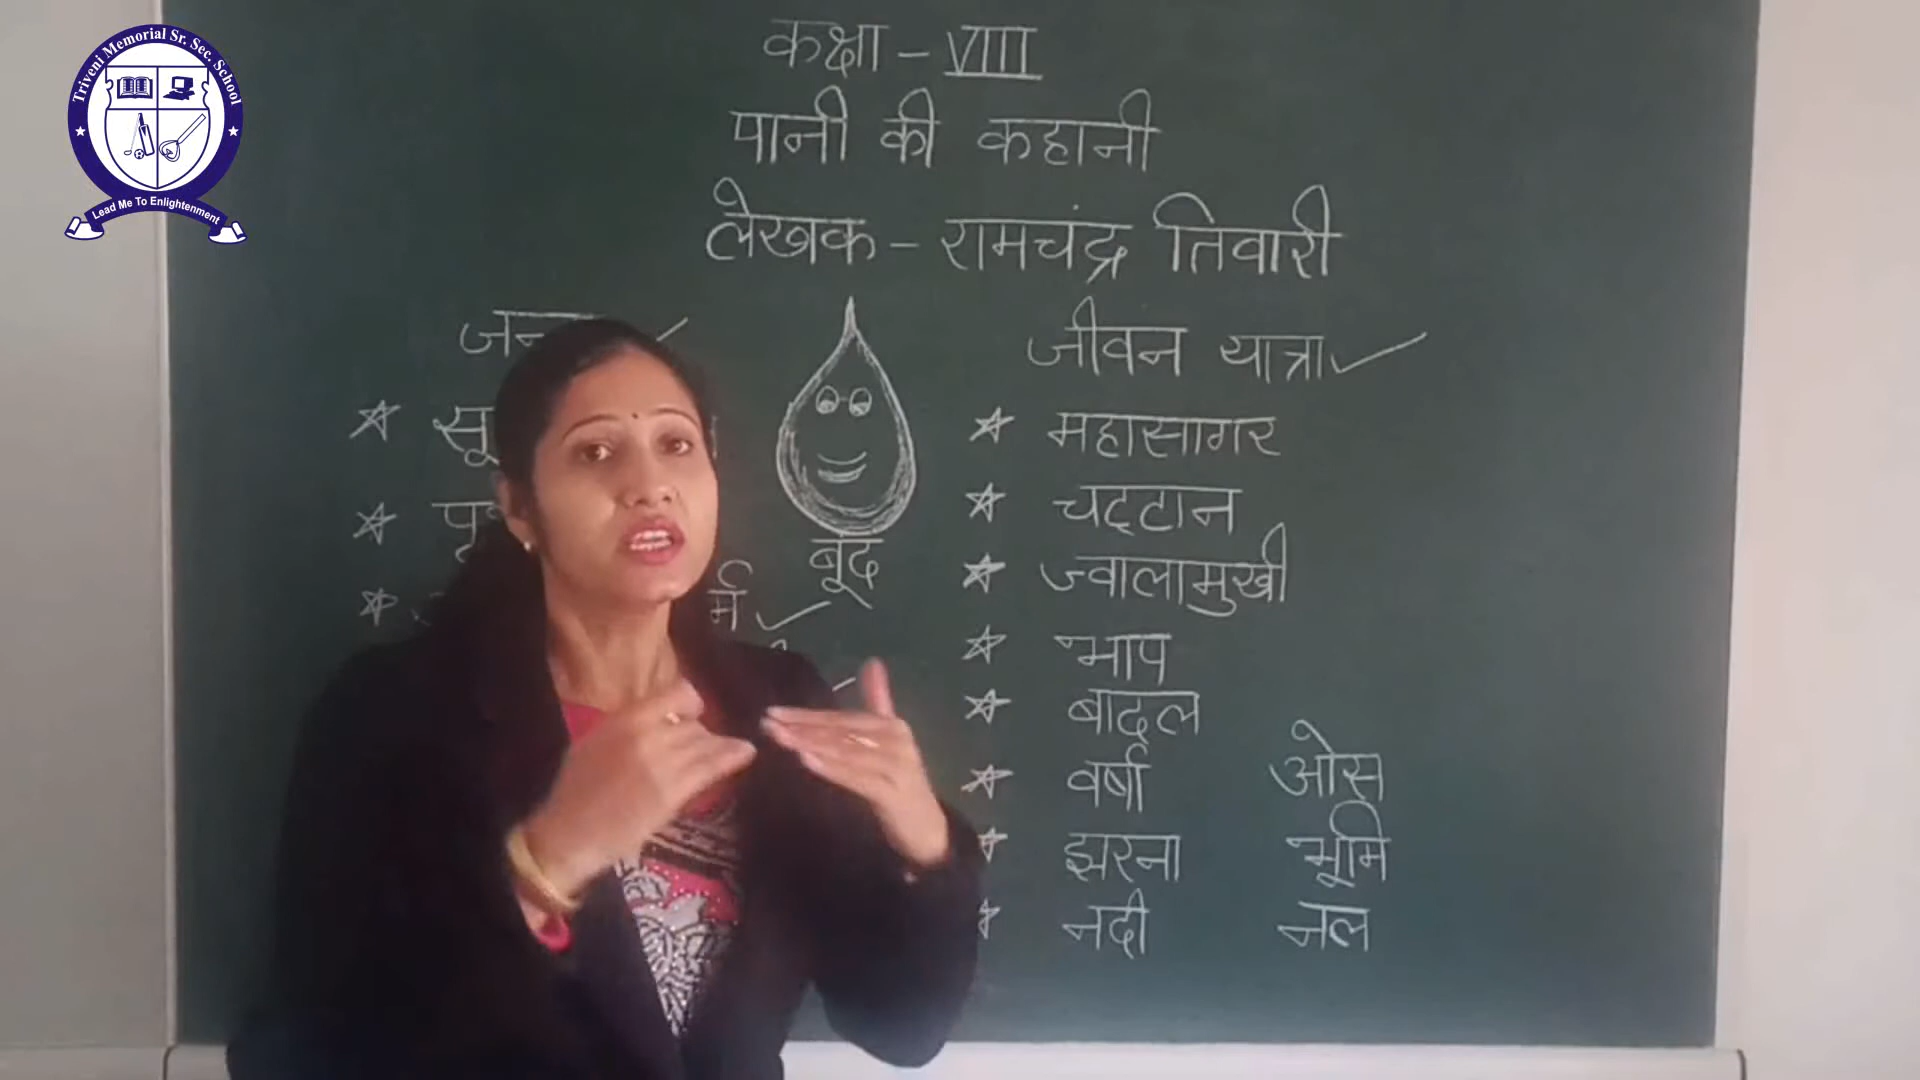 Triveni Memorial Sr. Sec. School
Lead Me To Enlightenment
कक्षा - VIII
पानी की कहानी
लेखक - रामचंद्र तिवारी
बूंद
जीवन यात्रा
महासागर
चट्टान
ज्वालामुखी
भाप
बादल
वर्षा ओस
झरना भूमि
नदी नल